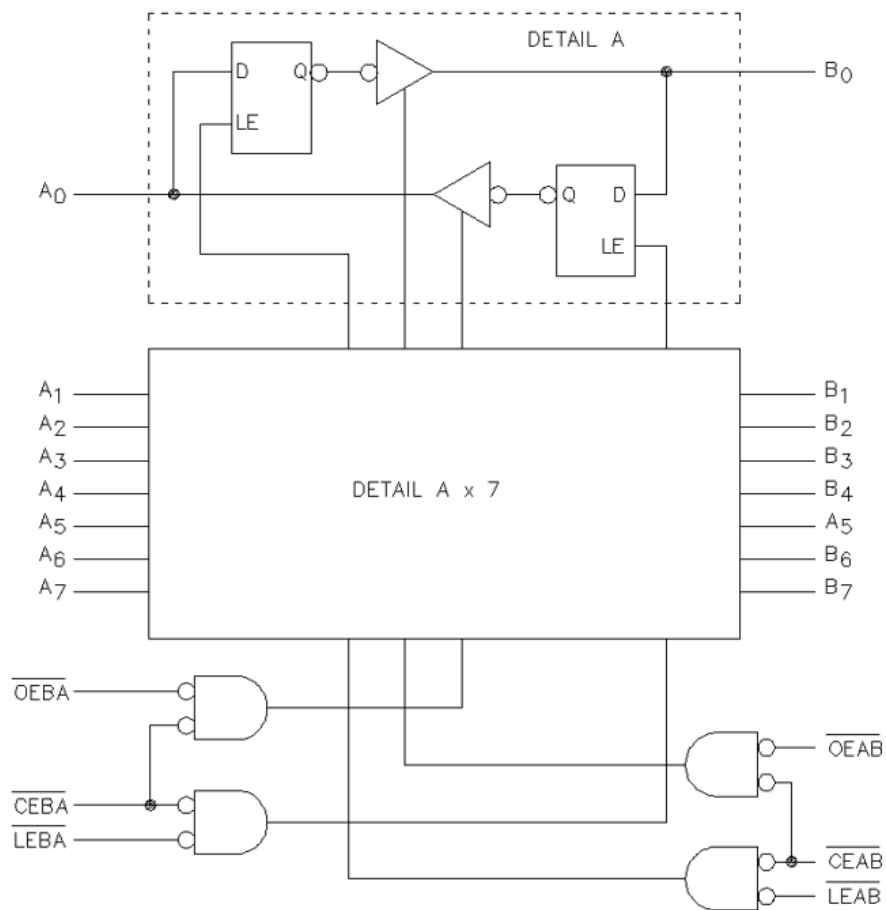 DETAIL A
D
Q
LE
B0
A0
Q
D
LE
A1
A2
A3
A4
A5
A6
A7
DETAIL A x 7
B1
B2
B3
B4
A5
B6
B7
OEBA
CEBA
LEBA
OEAB
CEAB
LEAB